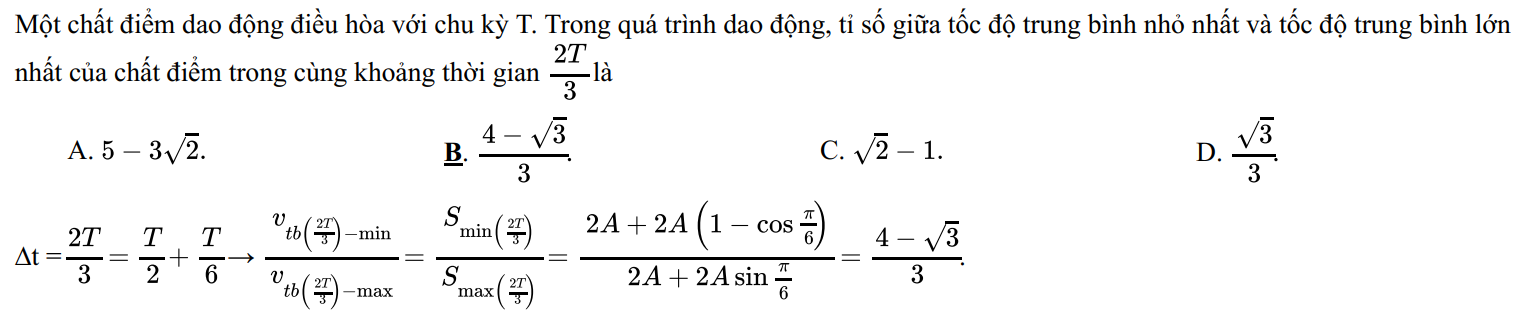 Một chất điểm dao động điều hòa với chu kỳ T. Trong quá trình dao động, tỉ số giữa tốc độ trung bình nhỏ nhất và tốc độ trung bình lớn
nhất của chất điểm trong cùng khoảng thời gian $\frac{2T}{3}$ là
A. $5 - 3\sqrt{2}$. B. $\frac{4 - \sqrt{3}}{3}$. C. $\sqrt{2} - 1$. D. $\frac{\sqrt{3}}{3}$.
$\Delta t = \frac{2T}{3} = \frac{T}{2} + \frac{T}{6} \rightarrow \frac{v_{tb\left(\frac{2T}{3}\right)-\min}}{v_{tb\left(\frac{2T}{3}\right)-\max}} = \frac{S_{\min\left(\frac{2T}{3}\right)}}{S_{\max\left(\frac{2T}{3}\right)}} = \frac{2A + 2A\left(1 - \cos\frac{\pi}{6}\right)}{2A + 2A\sin\frac{\pi}{6}} = \frac{4 - \sqrt{3}}{3}$.